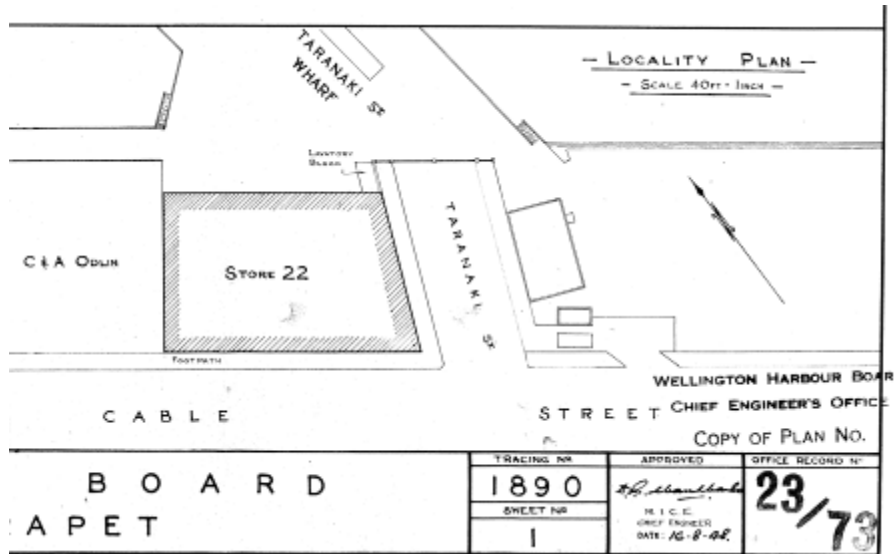 TARANAKI ST
WHARF
— LOCALITY PLAN —
— SCALE 40FT - 1INCH —
LAVATORY
BLOCK
C & A ODLIN
STORE 22
TARANAKI ST
FOOTPATH
CABLE STREET
WELLINGTON HARBOUR BOAR
CHIEF ENGINEER'S OFFICE
COPY OF PLAN NO.
BOARD
APET
TRACING Nº
1890
SHEET Nº
1
APPROVED
M. I. C. E.
CHIEF ENGINEER
DATE: 16-8-48.
OFFICE RECORD Nº
23/73